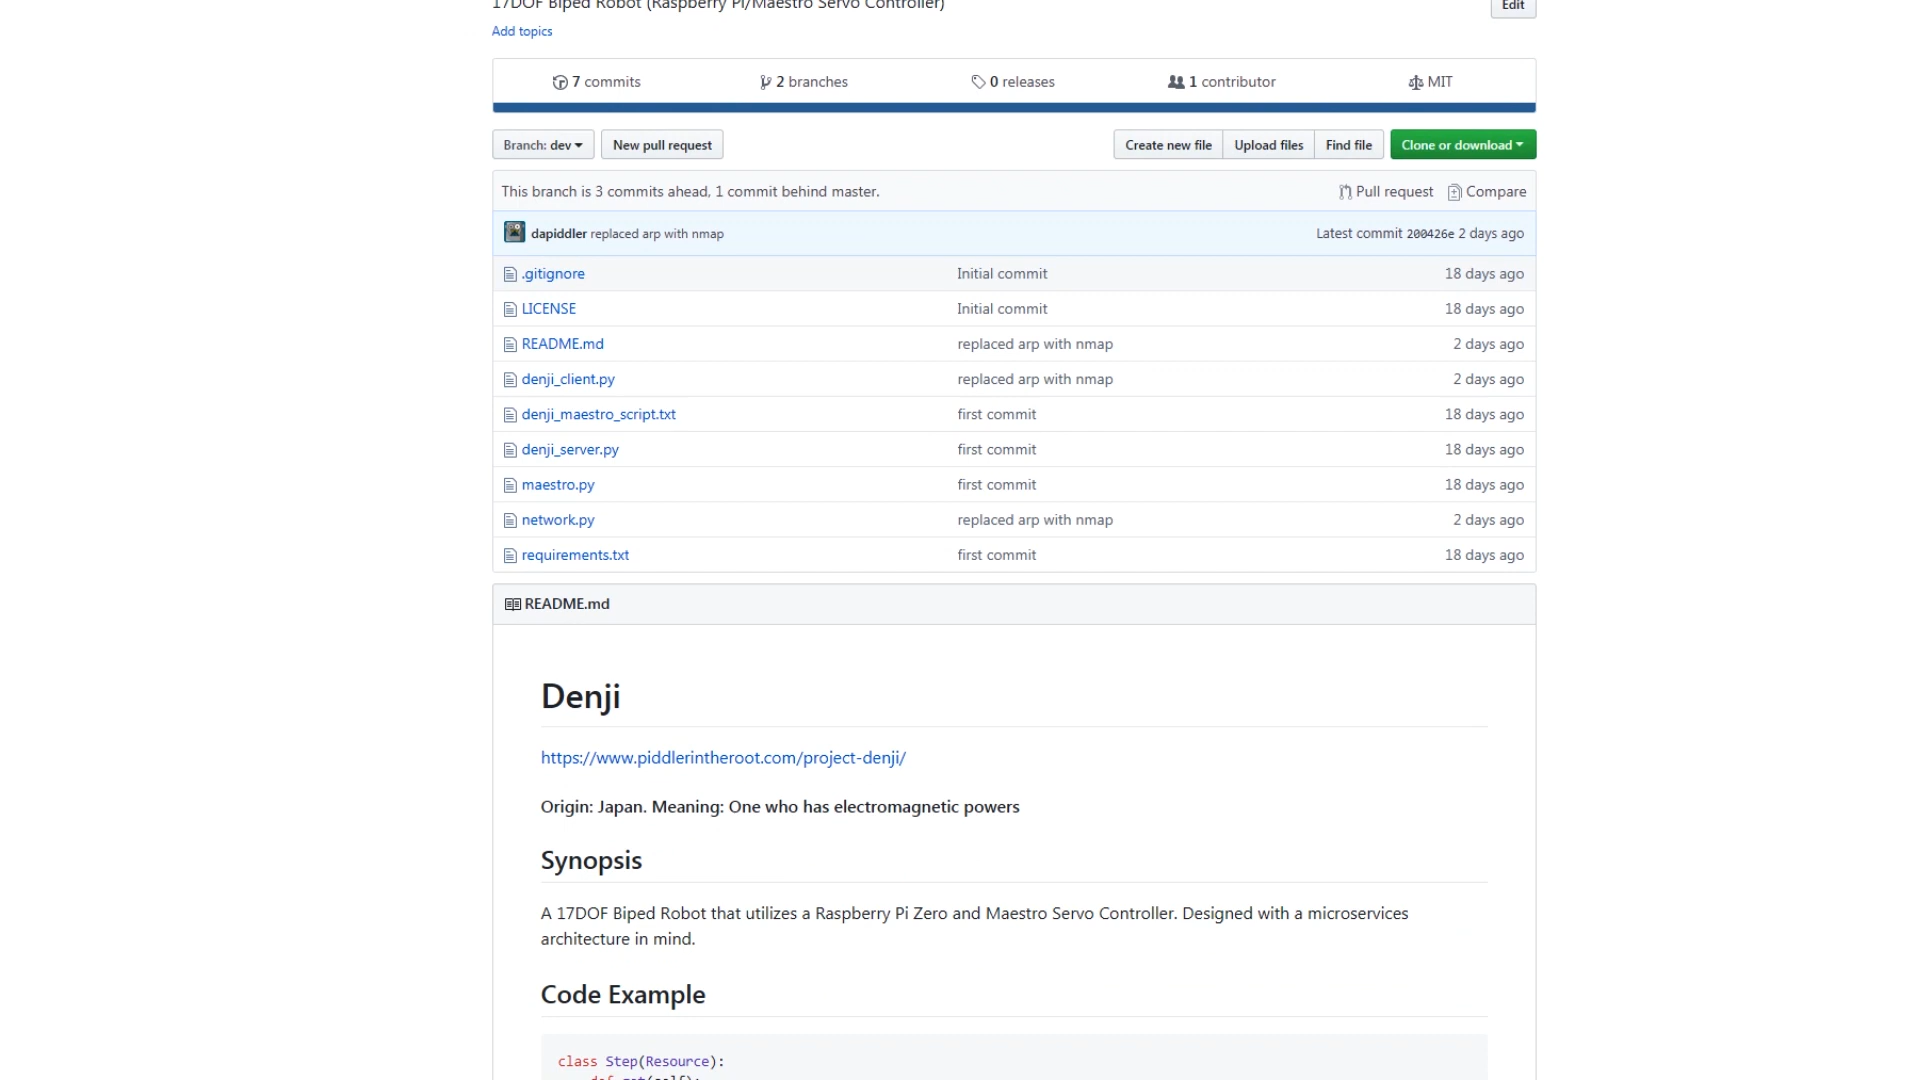 17DOF Biped Robot (Raspberry Pi/Maestro Servo Controller)
Edit
Add topics
7 commits
2 branches
0 releases
1 contributor
MIT
Branch: dev
New pull request
Create new file
Upload files
Find file
Clone or download
This branch is 3 commits ahead, 1 commit behind master.
Pull request
Compare
dapiddler replaced arp with nmap
Latest commit 200426e 2 days ago
.gitignore Initial commit 18 days ago
LICENSE Initial commit 18 days ago
README.md replaced arp with nmap 2 days ago
denji_client.py replaced arp with nmap 2 days ago
denji_maestro_script.txt first commit 18 days ago
denji_server.py first commit 18 days ago
maestro.py first commit 18 days ago
network.py replaced arp with nmap 2 days ago
requirements.txt first commit 18 days ago
README.md
Denji
https://www.piddlerintheroot.com/project-denji/
Origin: Japan. Meaning: One who has electromagnetic powers
Synopsis
A 17DOF Biped Robot that utilizes a Raspberry Pi Zero and Maestro Servo Controller. Designed with a microservices
architecture in mind.
Code Example
class Step(Resource):
def get(self):